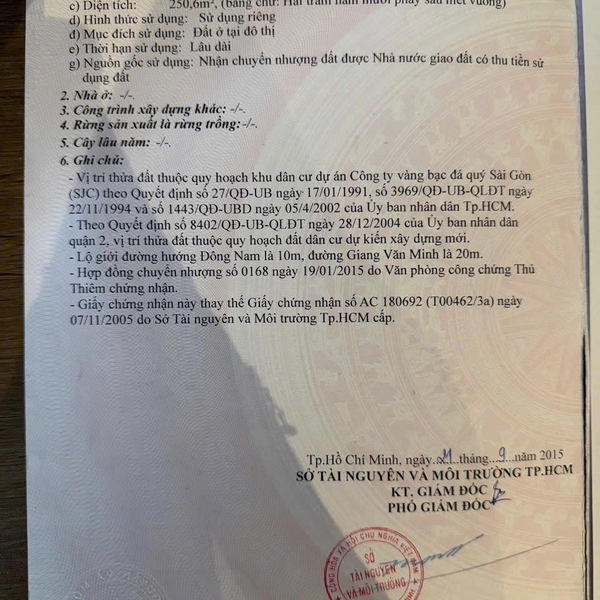 c) Diện tích: 250,6m², (bằng chữ: Hai trăm năm mươi phẩy sáu mét vuông)
d) Hình thức sử dụng: Sử dụng riêng
đ) Mục đích sử dụng: Đất ở tại đô thị
e) Thời hạn sử dụng: Lâu dài
g) Nguồn gốc sử dụng: Nhận chuyển nhượng đất được Nhà nước giao đất có thu tiền sử
dụng đất
2. Nhà ở: -/-.
3. Công trình xây dựng khác: -/-.
4. Rừng sản xuất là rừng trồng: -/-.
5. Cây lâu năm: -/-.
6. Ghi chú:
- Vị trí thửa đất thuộc quy hoạch khu dân cư dự án Công ty vàng bạc đá quý Sài Gòn
(SJC) theo Quyết định số 27/QĐ-UB ngày 17/01/1991, số 3969/QĐ-UB-QLĐT ngày
22/11/1994 và số 1443/QĐ-UBD ngày 05/4/2002 của Ủy ban nhân dân Tp.HCM.
- Theo Quyết định số 8402/QĐ-UB-QLĐT ngày 28/12/2004 của Ủy ban nhân dân
quận 2, vị trí thửa đất thuộc quy hoạch đất dân cư dự kiến xây dựng mới.
- Lộ giới đường hướng Đông Nam là 10m, đường Giang Văn Minh là 20m.
- Hợp đồng chuyển nhượng số 0168 ngày 19/01/2015 do Văn phòng công chứng Thủ
Thiêm chứng nhận.
- Giấy chứng nhận này thay thế Giấy chứng nhận số AC 180692 (T00462/3a) ngày
07/11/2005 do Sở Tài nguyên và Môi trường Tp.HCM cấp.
Tp.Hồ Chí Minh, ngày 21 tháng 9 năm 2015
SỞ TÀI NGUYÊN VÀ MÔI TRƯỜNG TP.HCM
KT. GIÁM ĐỐC
PHÓ GIÁM ĐỐC
CỘNG HÒA XÃ HỘI CHỦ NGHĨA VIỆT NAM
SỞ
TÀI NGUYÊN
VÀ MÔI TRƯỜNG